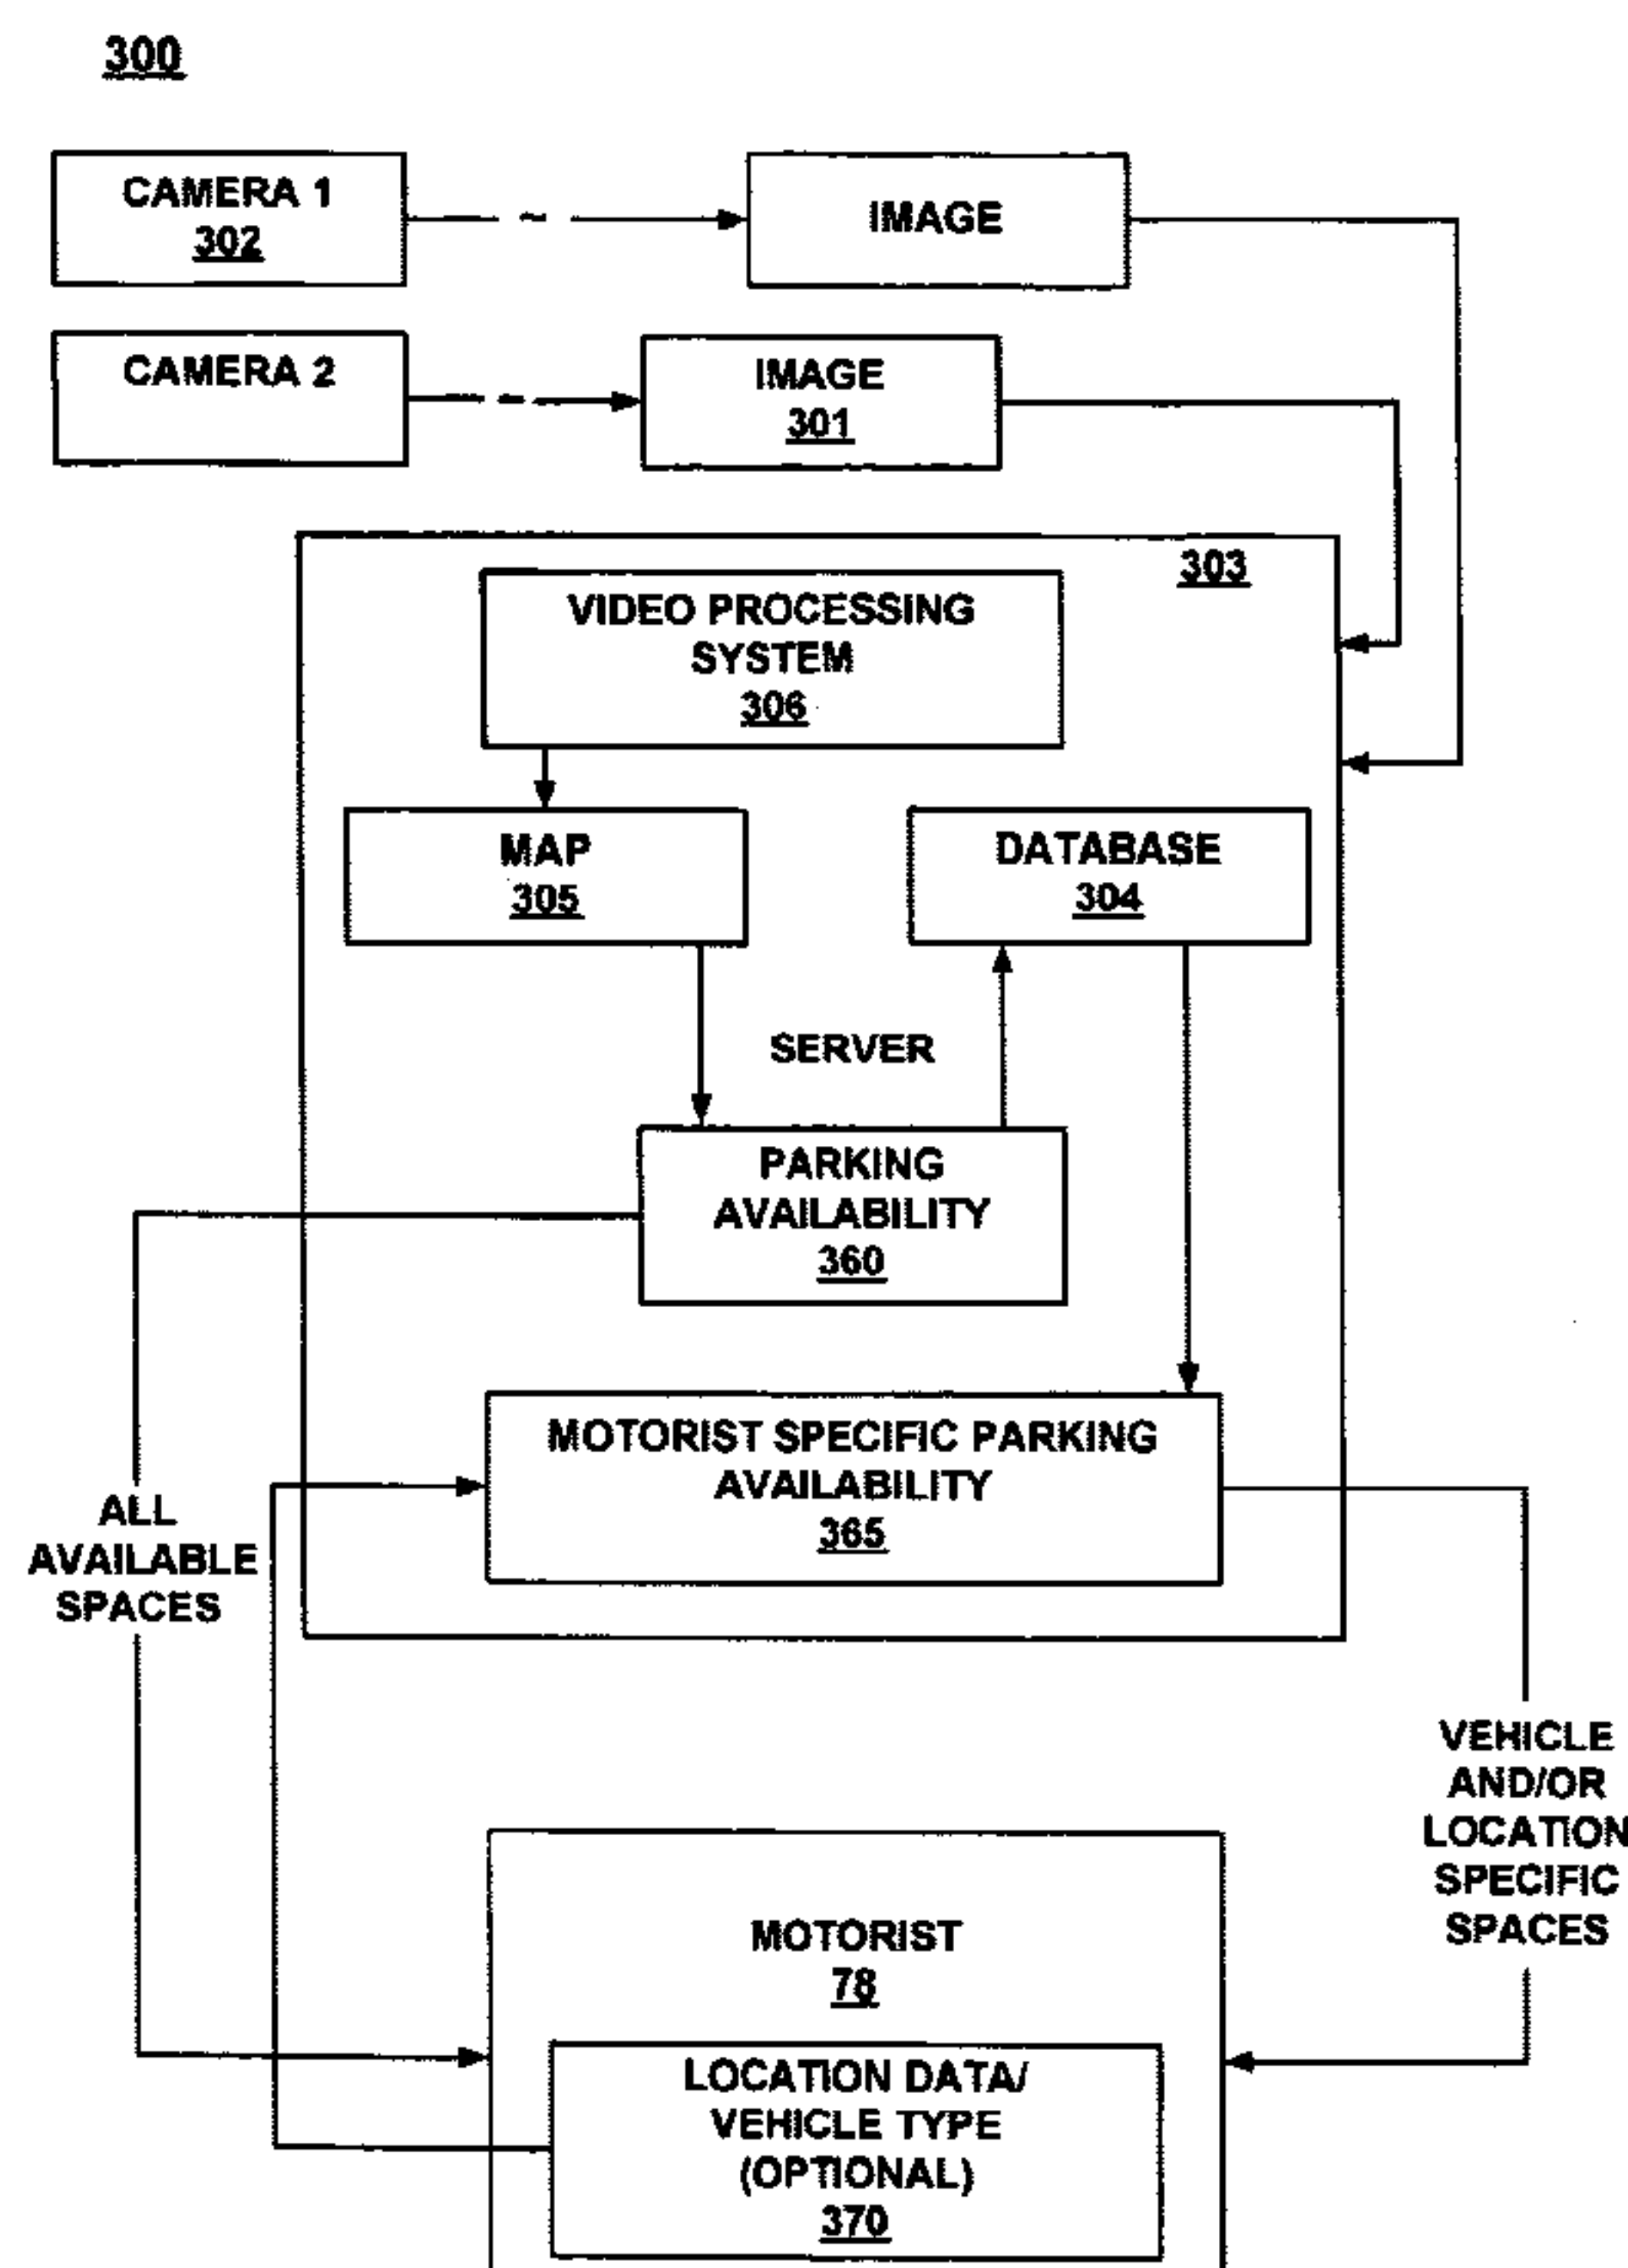 300
CAMERA 1
302
IMAGE
CAMERA 2
IMAGE
301
303
VIDEO PROCESSING
SYSTEM
306
MAP
305
DATABASE
304
SERVER
PARKING
AVAILABILITY
360
MOTORIST SPECIFIC PARKING
AVAILABILITY
365
ALL
AVAILABLE
SPACES
VEHICLE
AND/OR
LOCATION
SPECIFIC
SPACES
MOTORIST
78
LOCATION DATA/
VEHICLE TYPE
(OPTIONAL)
370